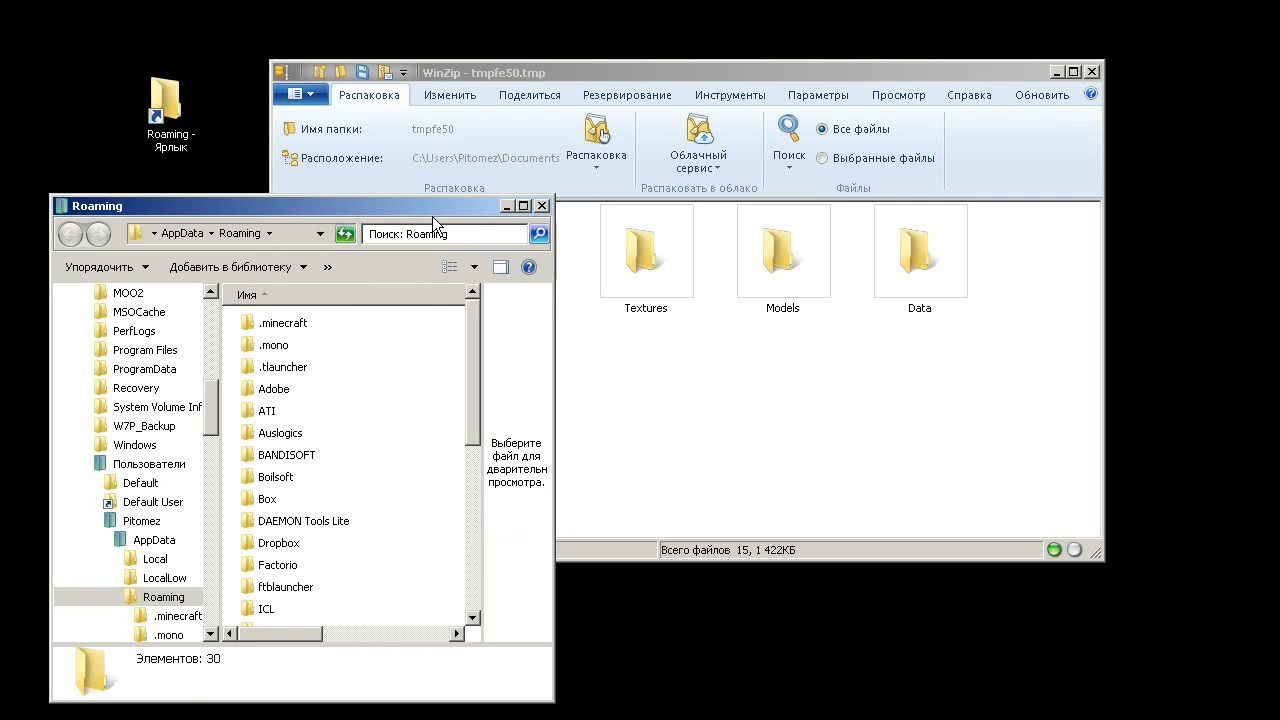 Roaming -
Ярлык
WinZip - tmpfe50.tmp
Распаковка
Изменить
Поделиться
Резервирование
Инструменты
Параметры
Просмотр
Справка
Обновить
Имя папки:
tmpfe50
Расположение:
C:\Users\Pitomez\Documents
Распаковка
Распаковка
Облачный
сервис
Распаковать в облако
Поиск
Все файлы
Выбранные файлы
Файлы
Textures
Models
Data
Всего файлов 15, 1 422КБ
Roaming
AppData
Roaming
Поиск: Roaming
Упорядочить
Добавить в библиотеку
»
MOO2
MSOCache
PerfLogs
Program Files
ProgramData
Recovery
System Volume Inf
W7P_Backup
Windows
Пользователи
Default
Default User
Pitomez
AppData
Local
LocalLow
Roaming
.minecraft
.mono
Имя
.minecraft
.mono
.tlauncher
Adobe
ATI
Auslogics
BANDISOFT
Boilsoft
Box
DAEMON Tools Lite
Dropbox
Factorio
ftblauncher
ICL
Выберите
файл для
дварительн
просмотра.
Элементов: 30